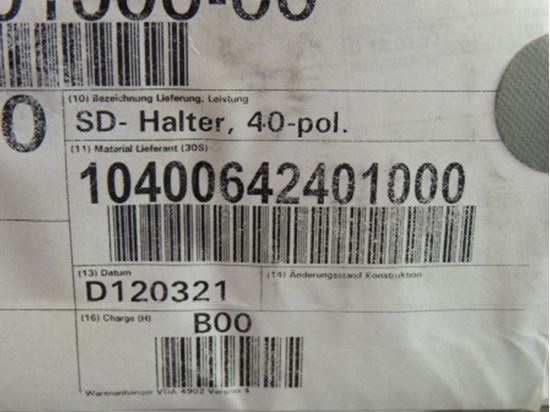 (10) Bezeichnung Lieferung, Leistung
SD- Halter, 40-pol.
(11) Material Lieferant (30S)
10400642401000
(13) Datum
D120321
(14) Änderungsstand Konstruktion
(16) Charge (H)
B00
Warenanhänger VDA 4902 Version 4